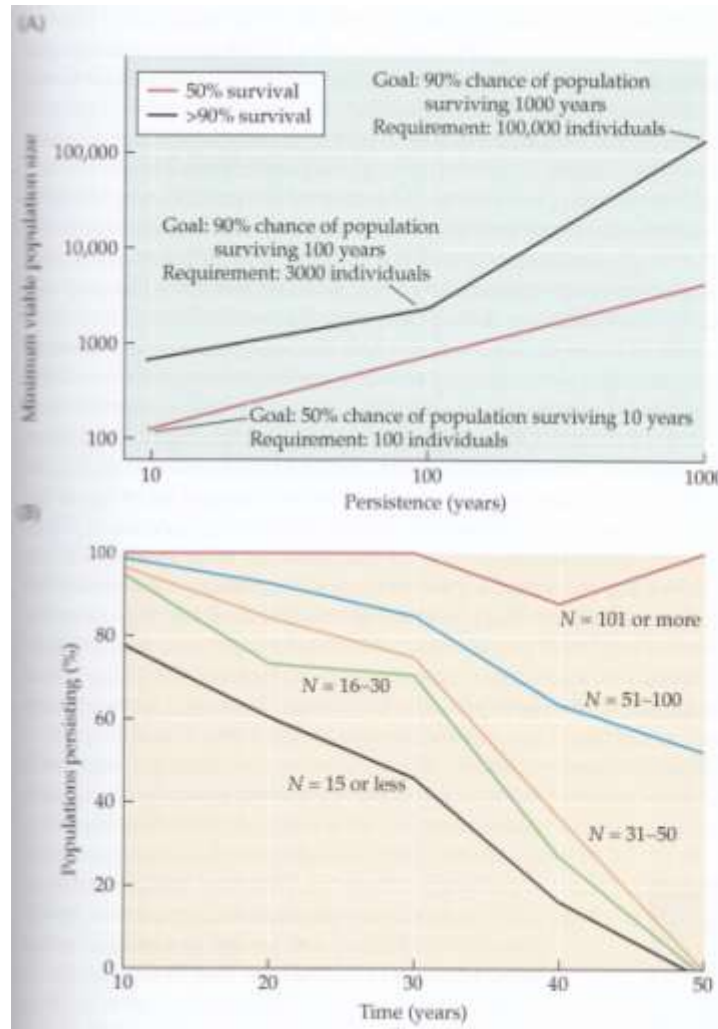 (A)
50% survival
>90% survival
Goal: 90% chance of population
surviving 1000 years
Requirement: 100,000 individuals
Goal: 90% chance of population
surviving 100 years
Requirement: 3000 individuals
Goal: 50% chance of population surviving 10 years
Requirement: 100 individuals
Minimum viable population size
100,000
10,000
1000
100
10
100
1000
Persistence (years)
Populations persisting (%)
100
80
60
40
20
0
N = 101 or more
N = 51–100
N = 16–30
N = 15 or less
N = 31–50
10
20
30
40
50
Time (years)